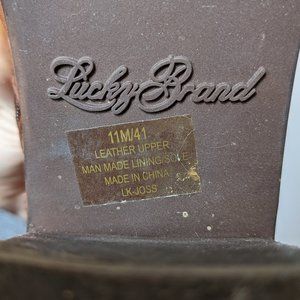 Lucky Brand
11M/41
LEATHER UPPER
MAN MADE LINING/SOLE
MADE IN CHINA
LK-JOSS